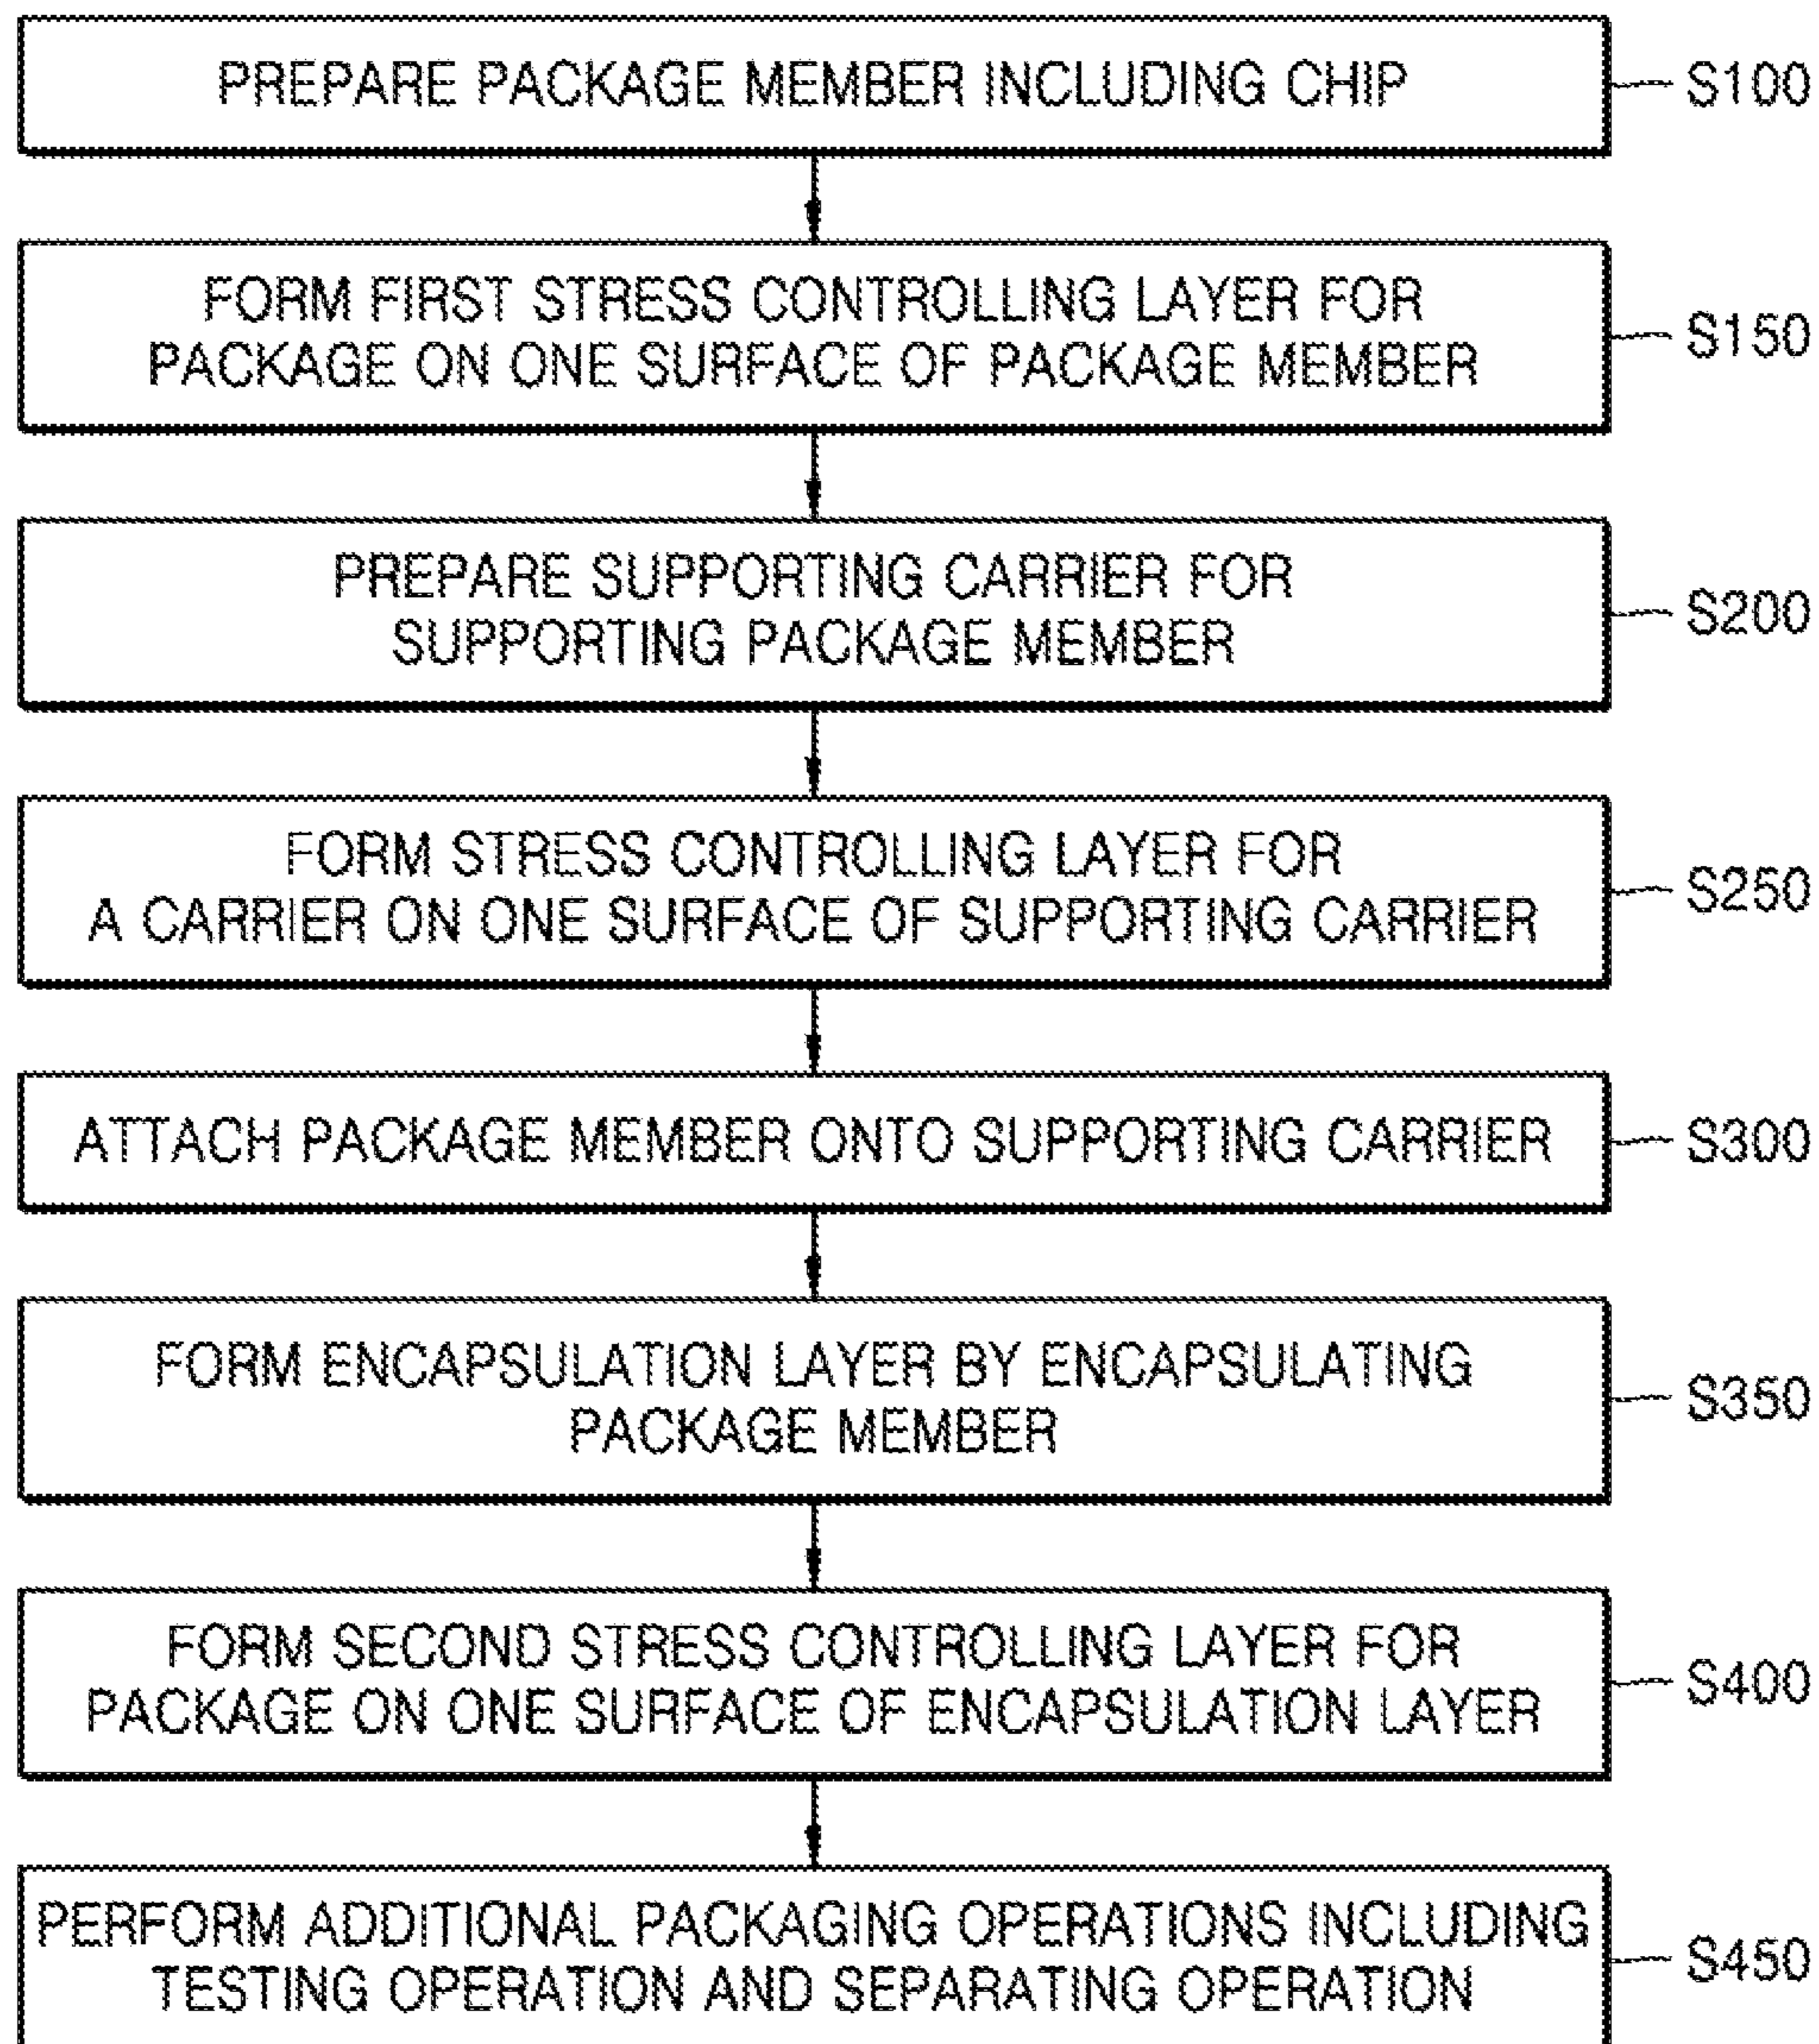 PREPARE PACKAGE MEMBER INCLUDING CHIP
S100
FORM FIRST STRESS CONTROLLING LAYER FOR
PACKAGE ON ONE SURFACE OF PACKAGE MEMBER
S150
PREPARE SUPPORTING CARRIER FOR
SUPPORTING PACKAGE MEMBER
S200
FORM STRESS CONTROLLING LAYER FOR
A CARRIER ON ONE SURFACE OF SUPPORTING CARRIER
S250
ATTACH PACKAGE MEMBER ONTO SUPPORTING CARRIER
S300
FORM ENCAPSULATION LAYER BY ENCAPSULATING
PACKAGE MEMBER
S350
FORM SECOND STRESS CONTROLLING LAYER FOR
PACKAGE ON ONE SURFACE OF ENCAPSULATION LAYER
S400
PERFORM ADDITIONAL PACKAGING OPERATIONS INCLUDING
TESTING OPERATION AND SEPARATING OPERATION
S450